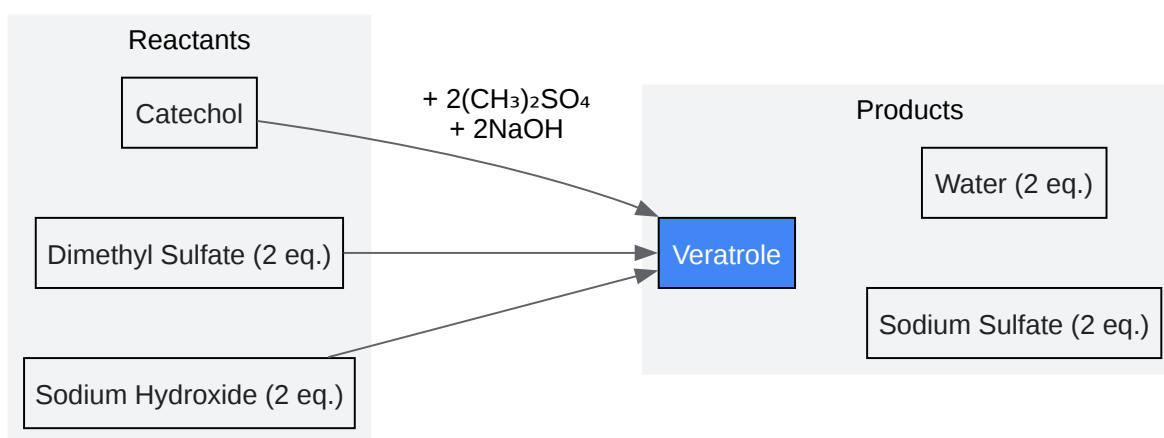 Reactants
Catechol
Dimethyl Sulfate (2 eq.)
Sodium Hydroxide (2 eq.)
+ 2(CH₃)₂SO₄
+ 2NaOH
Products
Veratrole
Water (2 eq.)
Sodium Sulfate (2 eq.)